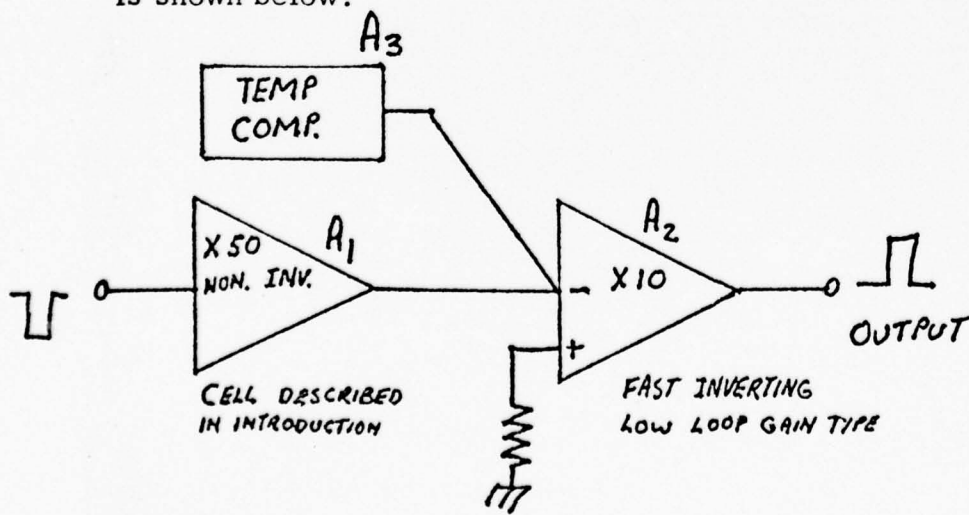 is shown below:
A3
TEMP
COMP.
X50
NON. INV.
A1
A2
-
X10
+
OUTPUT
CELL DESCRIBED
IN INTRODUCTION
FAST INVERTING
LOW LOOP GAIN TYPE